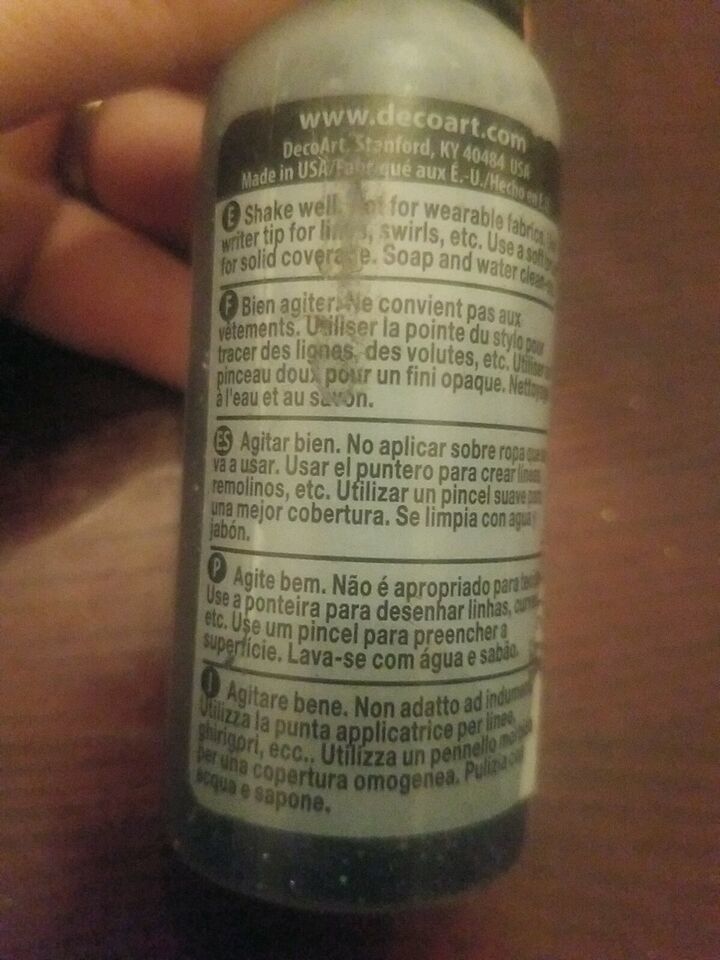 www.decoart.com
DecoArt, Stanford, KY 40484 USA
Made in USA/Fabriqué aux É.-U./Hecho en
E Shake well. Not for wearable fabrics.
writer tip for lines, swirls, etc. Use a soft
for solid coverage. Soap and water clean-
F Bien agiter. Ne convient pas aux
vêtements. Utiliser la pointe du stylo pour
tracer des lignes, des volutes, etc. Utiliser
pinceau doux pour un fini opaque. Nettoyage
à l'eau et au savon.
ES Agitar bien. No aplicar sobre ropa que
va a usar. Usar el puntero para crear líneas,
remolinos, etc. Utilizar un pincel suave para
una mejor cobertura. Se limpia con agua y
jabón.
P Agite bem. Não é apropriado para
Use a ponteira para desenhar linhas,
etc. Use um pincel para preencher a
superfície. Lava-se com água e sabão.
I Agitare bene. Non adatto ad
Utilizza la punta applicatrice per linee,
ghirigori, ecc.. Utilizza un pennello
per una copertura omogenea. Pulizia con
acqua e sapone.